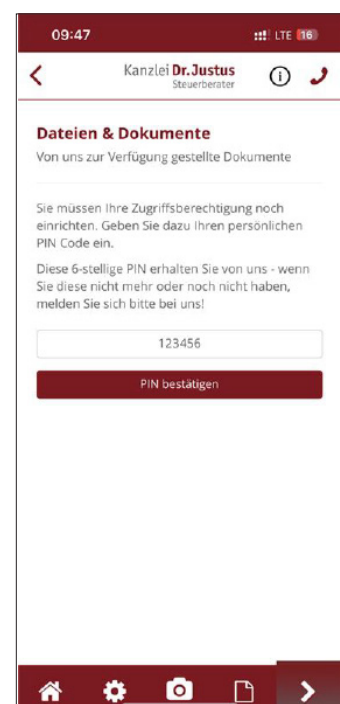 09:47 LTE 16
Kanzlei Dr.Justus
Steuerberater
Dateien & Dokumente
Von uns zur Verfügung gestellte Dokumente
Sie müssen Ihre Zugriffsberechtigung noch
einrichten. Geben Sie dazu Ihren persönlichen
PIN Code ein.
Diese 6-stellige PIN erhalten Sie von uns - wenn
Sie diese nicht mehr oder noch nicht haben,
melden Sie sich bitte bei uns!
123456
PIN bestätigen